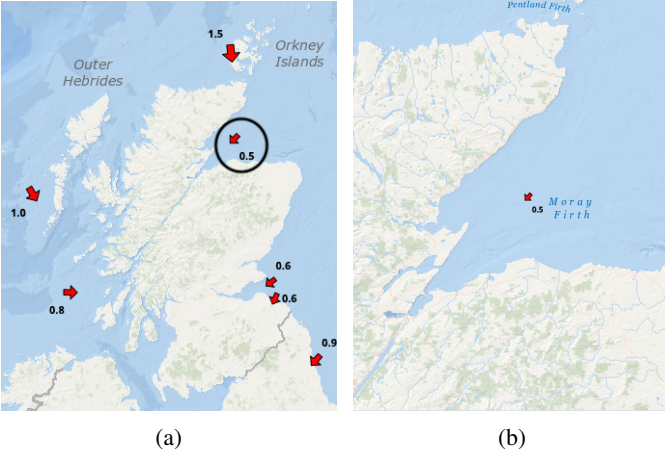 1.5
Orkney
Islands
Outer
Hebrides
0.5
1.0
0.6
0.6
0.8
0.9
(a)
Pentland Firth
0.5
Moray
Firth
(b)